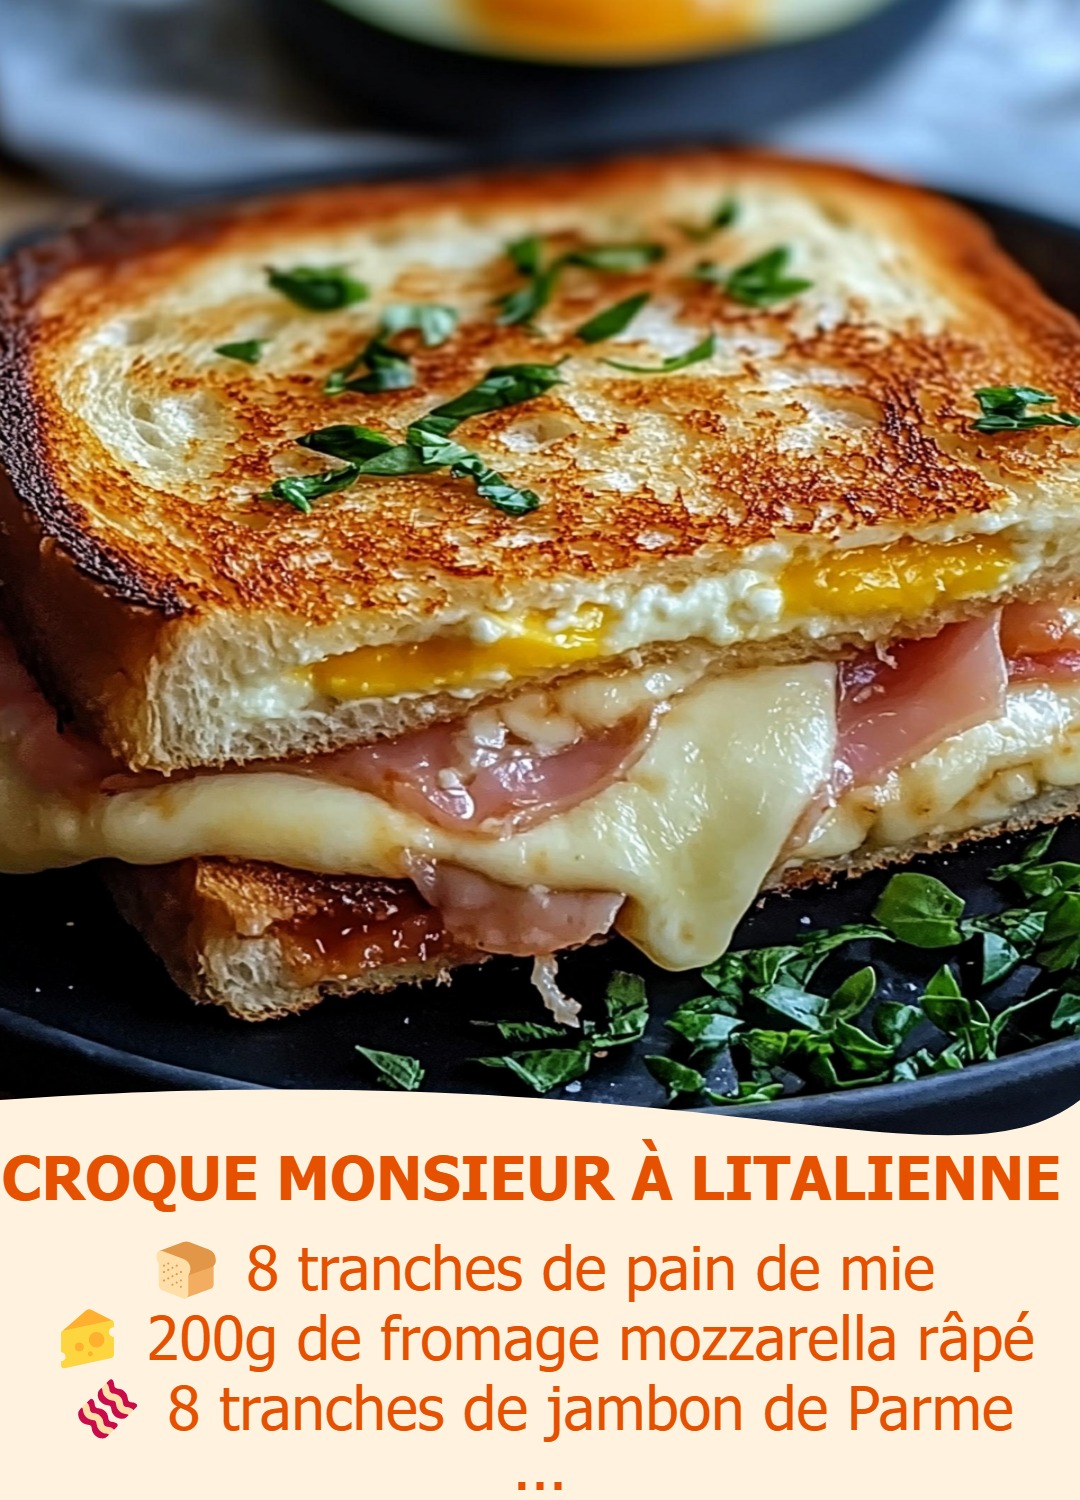 CROQUE MONSIEUR À LITALIENNE
8 tranches de pain de mie
200g de fromage mozzarella râpé
8 tranches de jambon de Parme
...